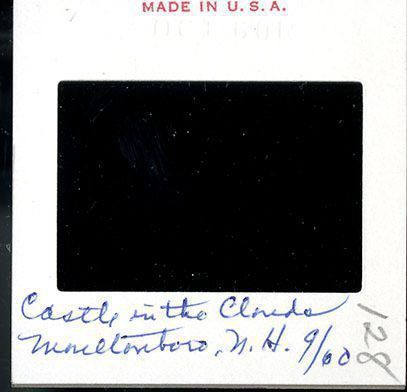 MADE IN U.S.A.
Castle in the Clouds
Moultonboro, N.H. 9/60
128